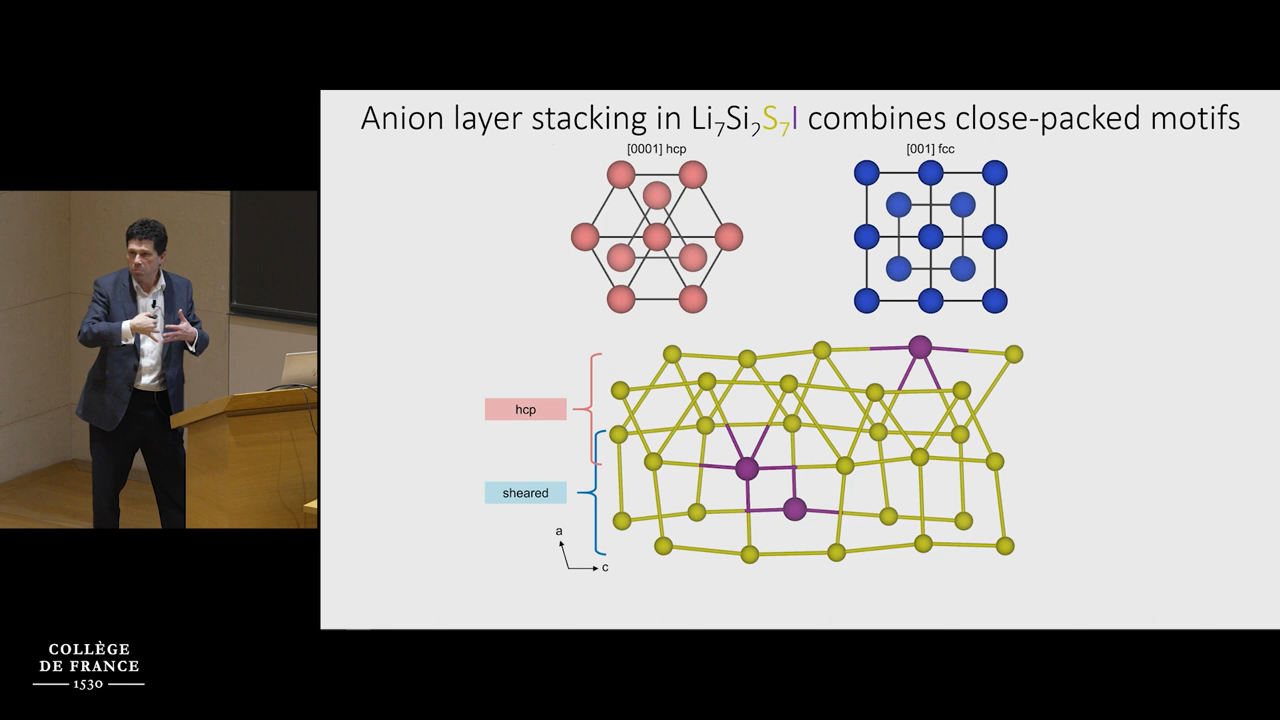 Anion layer stacking in Li₇Si₂S₇I combines close-packed motifs
[0001] hcp
[001] fcc
hcp
sheared
a
c
COLLÈGE
DE FRANCE
1530